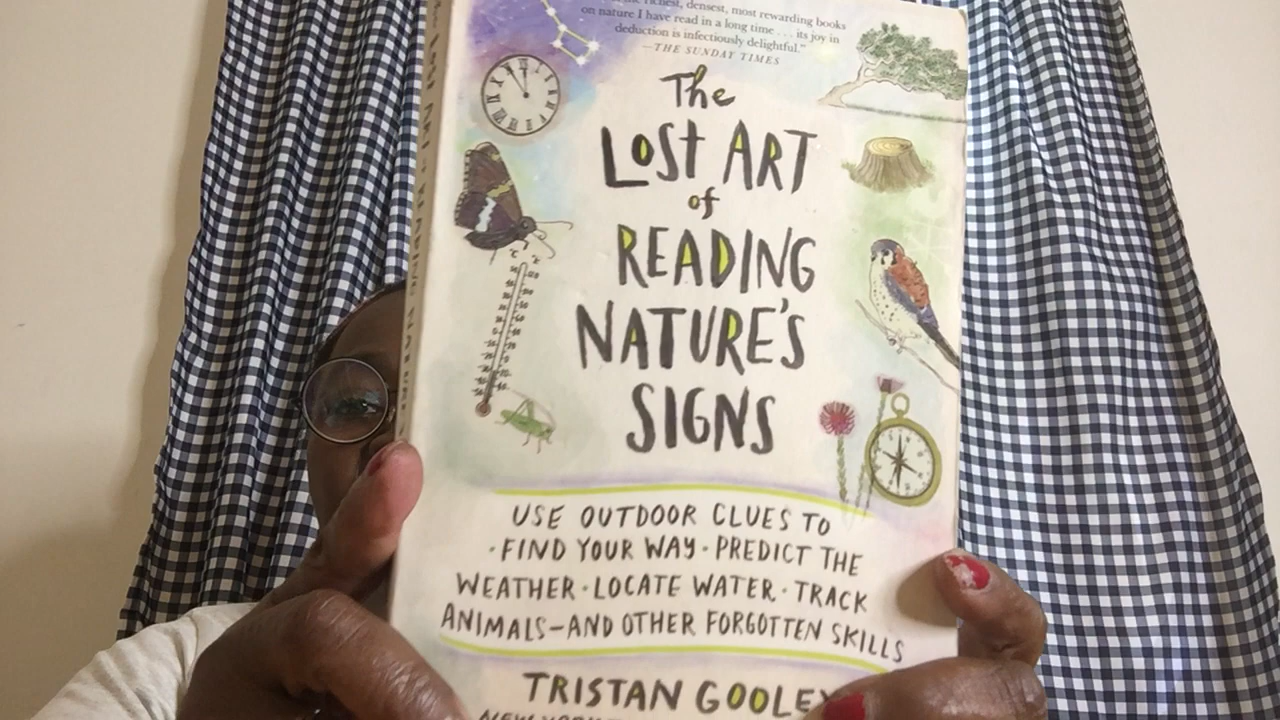 richest, densest, most rewarding books
on nature I have read in a long time . . . its joy in
deduction is infectiously delightful."
—THE SUNDAY TIMES
The
LOST ART
of
READING
NATURE'S
SIGNS
USE OUTDOOR CLUES TO
• FIND YOUR WAY • PREDICT THE
WEATHER • LOCATE WATER • TRACK
ANIMALS—AND OTHER FORGOTTEN SKILLS
TRISTAN GOOLEY